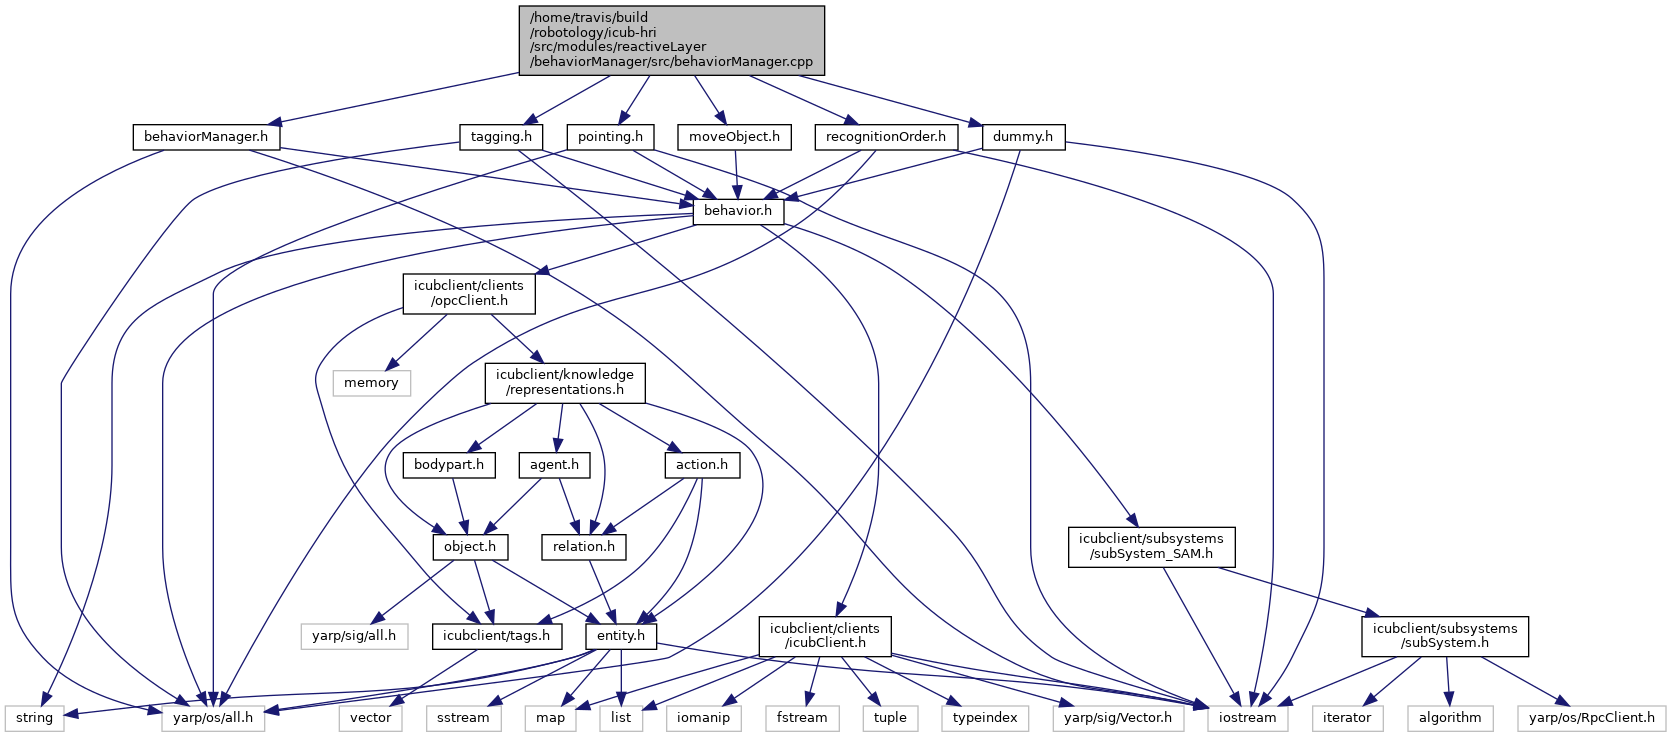 /home/travis/build
/robotology/icub-hri
/src/modules/reactiveLayer
/behaviorManager/src/behaviorManager.cpp
behaviorManager.h
tagging.h
pointing.h
moveObject.h
recognitionOrder.h
dummy.h
behavior.h
icubclient/clients
/opcClient.h
memory
icubclient/knowledge
/representations.h
bodypart.h
agent.h
action.h
object.h
relation.h
icubclient/subsystems
/subSystem_SAM.h
yarp/sig/all.h
icubclient/tags.h
entity.h
icubclient/clients
/icubClient.h
icubclient/subsystems
/subSystem.h
string
yarp/os/all.h
vector
sstream
map
list
iomanip
fstream
tuple
typeindex
yarp/sig/Vector.h
iostream
iterator
algorithm
yarp/os/RpcClient.h